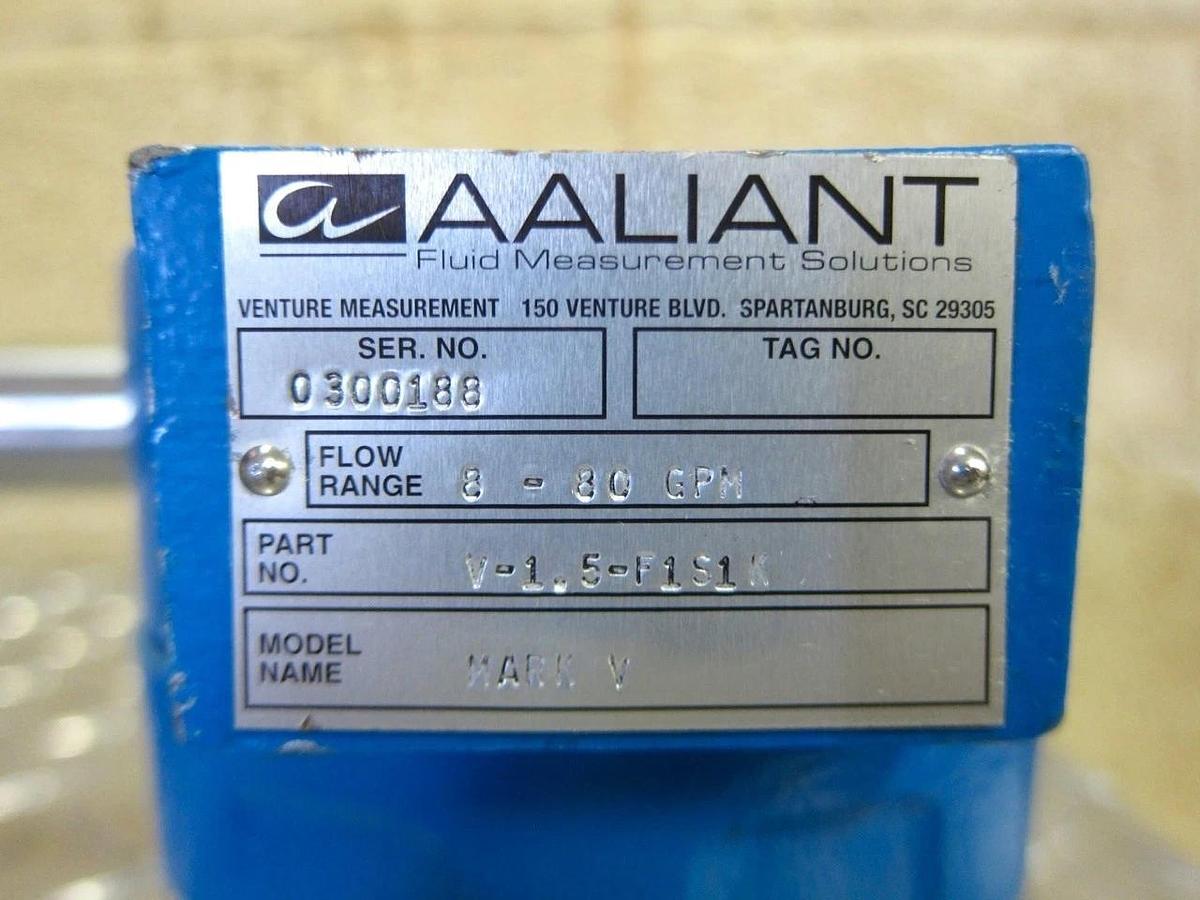 a AALIANT
Fluid Measurement Solutions
VENTURE MEASUREMENT 150 VENTURE BLVD. SPARTANBURG, SC 29305
SER. NO.
0300188
TAG NO.
FLOW
RANGE 8 - 80 GPM
PART
NO. V-1.5-F1S1K
MODEL
NAME MARK V